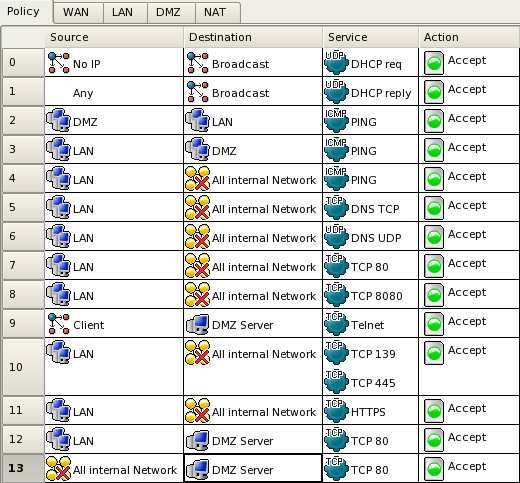 Policy WAN LAN DMZ NAT
Source Destination Service Action
0 No IP Broadcast UDP DHCP req Accept
1 Any Broadcast UDP DHCP reply Accept
2 DMZ LAN ICMP PING Accept
3 LAN DMZ ICMP PING Accept
4 LAN All internal Network ICMP PING Accept
5 LAN All internal Network TCP DNS TCP Accept
6 LAN All internal Network UDP DNS UDP Accept
7 LAN All internal Network TCP TCP 80 Accept
8 LAN All internal Network TCP TCP 8080 Accept
9 Client DMZ Server TCP Telnet Accept
10 LAN All internal Network TCP TCP 139 Accept
TCP TCP 445
11 LAN All internal Network TCP HTTPS Accept
12 LAN DMZ Server TCP TCP 80 Accept
13 All internal Network DMZ Server TCP TCP 80 Accept